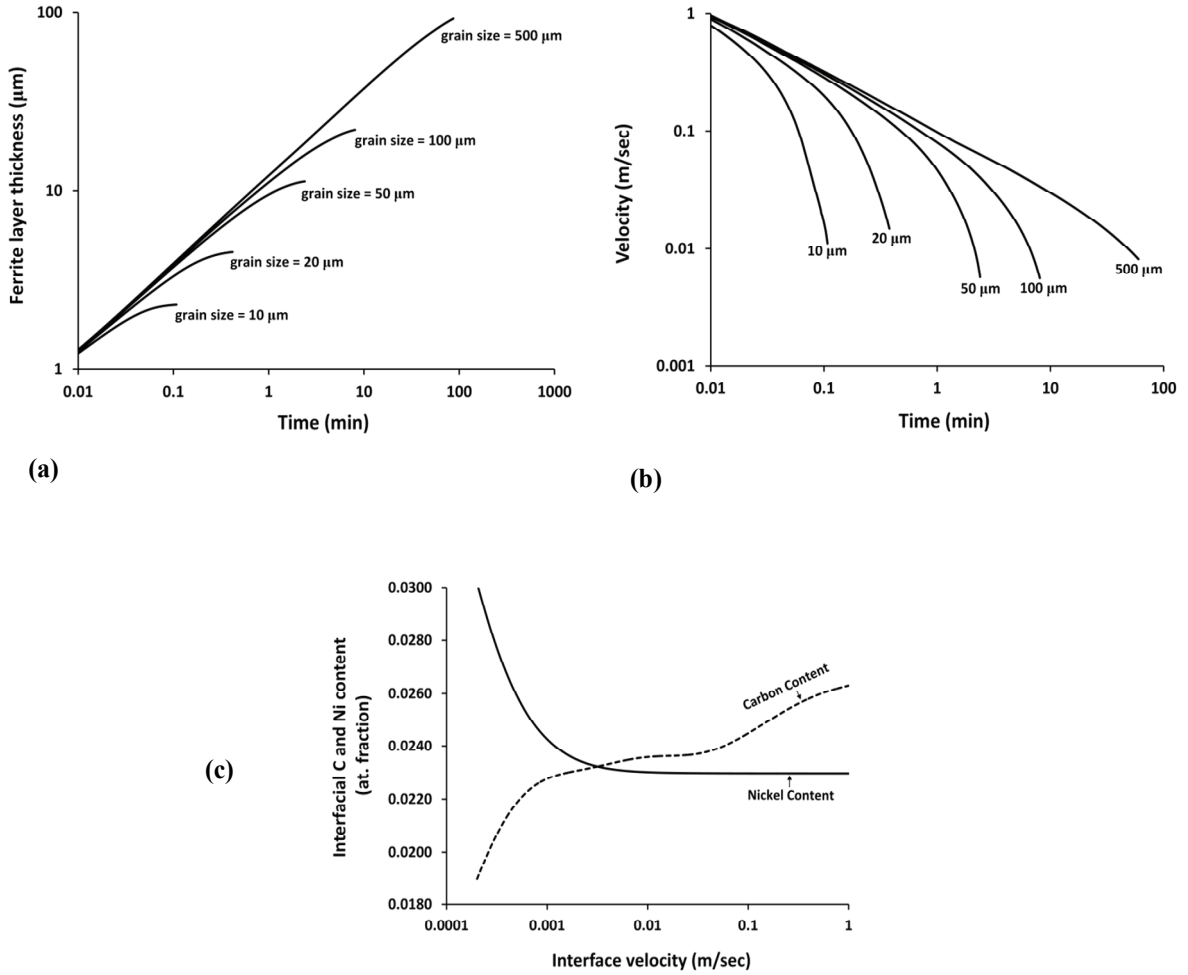 Ferrite layer thickness (μm)
100
10
1
0.01
0.1
1
10
100
1000
Time (min)
grain size = 500 μm
grain size = 100 μm
grain size = 50 μm
grain size = 20 μm
grain size = 10 μm
(a)
Velocity (m/sec)
1
0.1
0.01
0.001
0.01
0.1
1
10
100
Time (min)
10 μm
20 μm
50 μm
100 μm
500 μm
(b)
(c)
Interfacial C and Ni content
(at. fraction)
0.0300
0.0280
0.0260
0.0240
0.0220
0.0200
0.0180
0.0001
0.001
0.01
0.1
1
Interface velocity (m/sec)
Carbon Content
Nickel Content